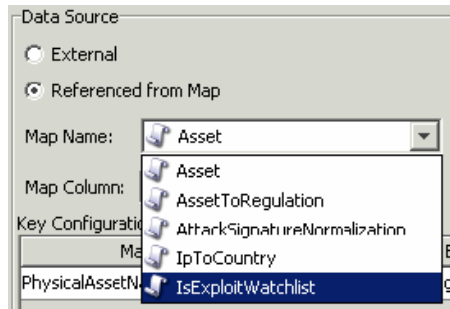 Data Source
External
Referenced from Map
Map Name: Asset
Asset
Map Column:
AssetToRegulation
AttackSignatureNormalization
Key Configuratio
IpToCountry
Ma
PhysicalAssetN
IsExploitWatchlist